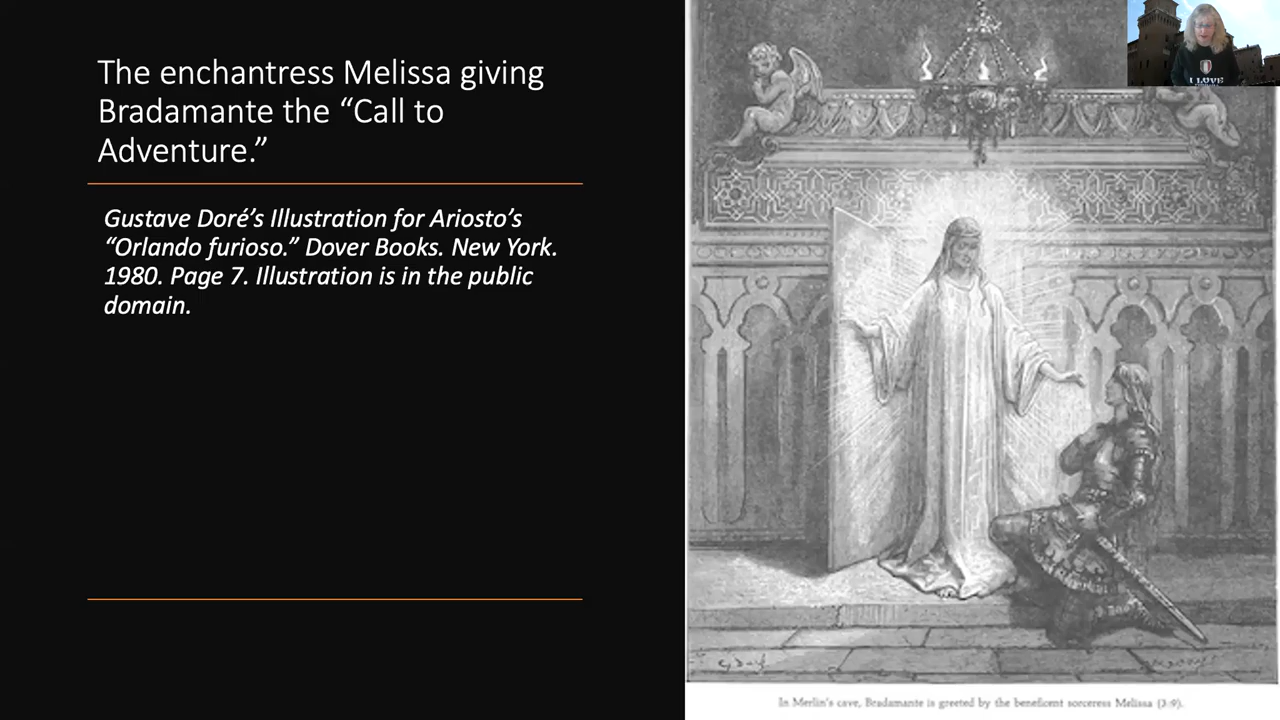 The enchantress Melissa giving
Bradamante the “Call to
Adventure.”
Gustave Doré’s Illustration for Ariosto’s
“Orlando furioso.” Dover Books. New York.
1980. Page 7. Illustration is in the public
domain.
I LOVE
In Merlin's cave, Bradamante is greeted by the beneficent sorceress Melissa (3:9).